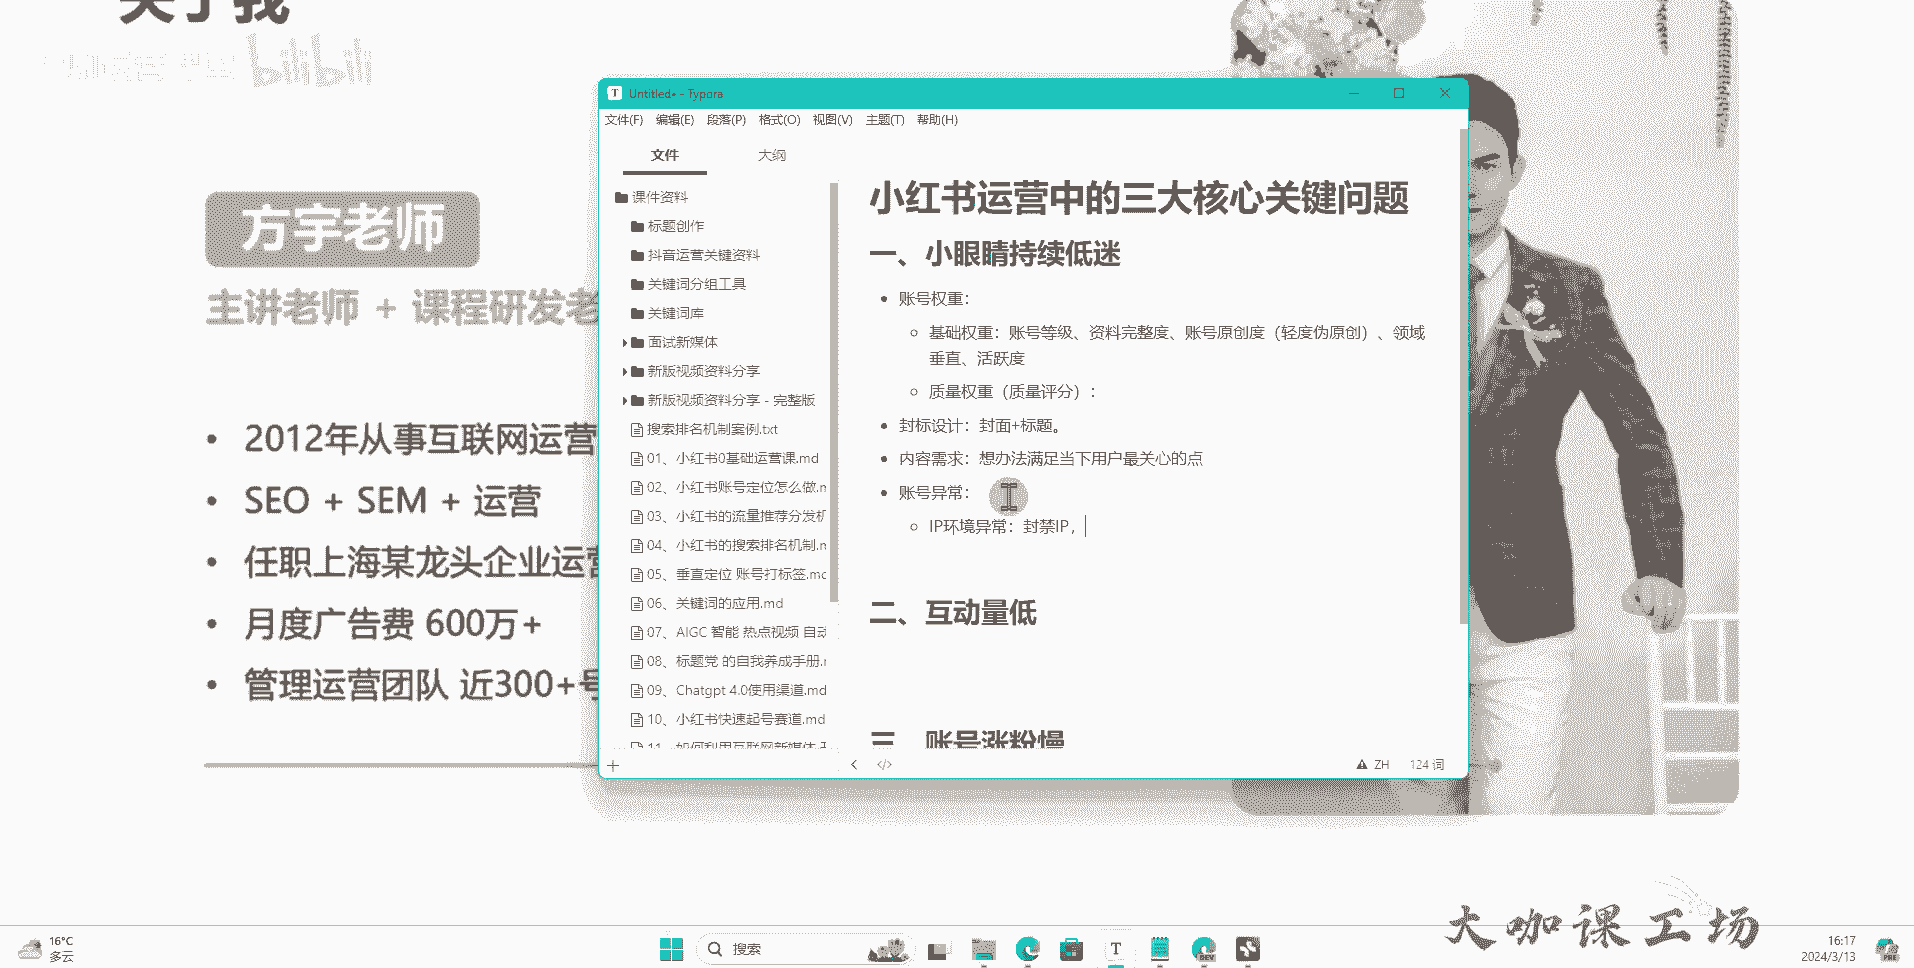 关于我
bilibili
方宇老师
主讲老师 + 课程研发老
• 2012年从事互联网运营
• SEO + SEM + 运营
• 任职上海某龙头企业运营
• 月度广告费 600万+
• 管理运营团队 近300+号
Untitled• - Typora
文件(F) 编辑(E) 段落(P) 格式(O) 视图(V) 主题(T) 帮助(H)
文件 大纲
课件资料
标题创作
抖音运营关键资料
关键词分组工具
关键词库
面试新媒体
新版视频资料分享
新版视频资料分享 - 完整版
搜索排名机制案例.txt
01、小红书0基础运营课.md
02、小红书账号定位怎么做.m
03、小红书的流量推荐分发机
04、小红书的搜索排名机制.m
05、垂直定位 账号打标签.md
06、关键词的应用.md
07、AIGC 智能 热点视频 自动
08、标题党 的自我养成手册.m
09、Chatgpt 4.0使用渠道.md
10、小红书快速起号赛道.md
11、如何利用互联网新媒体
小红书运营中的三大核心关键问题
一、小眼睛持续低迷
• 账号权重：
基础权重：账号等级、资料完整度、账号原创度（轻度伪原创）、领域
垂直、活跃度
质量权重（质量评分）：
• 封标设计：封面+标题。
• 内容需求：想办法满足当下用户最关心的点
• 账号异常：
IP环境异常：封禁IP，
二、互动量低
三、账号涨粉慢
ZH 124 词
大咖课工场
16°C
多云
搜索
T
DEV
16:17
2024/3/13
PRE